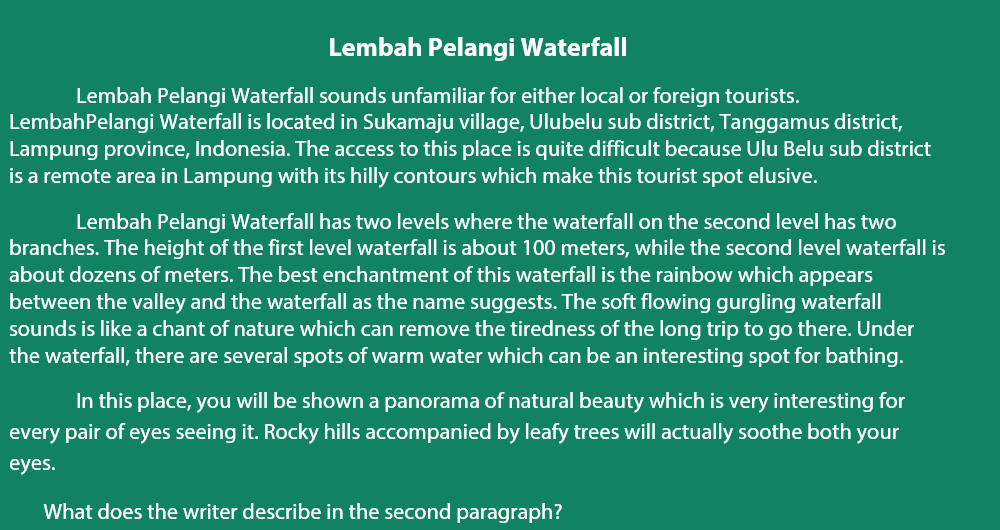 Lembah Pelangi Waterfall
Lembah Pelangi Waterfall sounds unfamiliar for either local or foreign tourists.
LembahPelangi Waterfall is located in Sukamaju village, Ulubelu sub district, Tanggamus district,
Lampung province, Indonesia. The access to this place is quite difficult because Ulu Belu sub district
is a remote area in Lampung with its hilly contours which make this tourist spot elusive.
Lembah Pelangi Waterfall has two levels where the waterfall on the second level has two
branches. The height of the first level waterfall is about 100 meters, while the second level waterfall is
about dozens of meters. The best enchantment of this waterfall is the rainbow which appears
between the valley and the waterfall as the name suggests. The soft flowing gurgling waterfall
sounds is like a chant of nature which can remove the tiredness of the long trip to go there. Under
the waterfall, there are several spots of warm water which can be an interesting spot for bathing.
In this place, you will be shown a panorama of natural beauty which is very interesting for
every pair of eyes seeing it. Rocky hills accompanied by leafy trees will actually soothe both your
eyes.
What does the writer describe in the second paragraph?